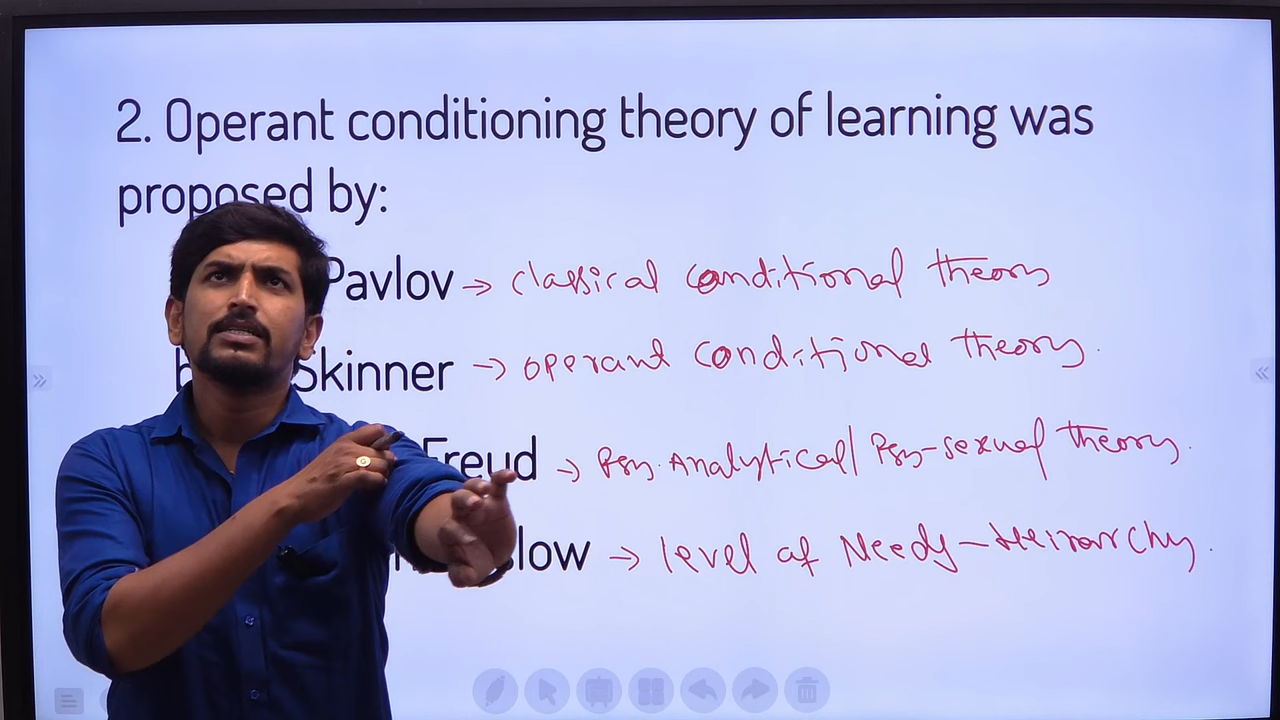 2. Operant conditioning theory of learning was
proposed by:
Pavlov → classical conditional theory
b Skinner → operant conditional theory
Freud → Psy. Analytical/ Psy-sexual theory.
slow → level of Needs-Heirarchy.